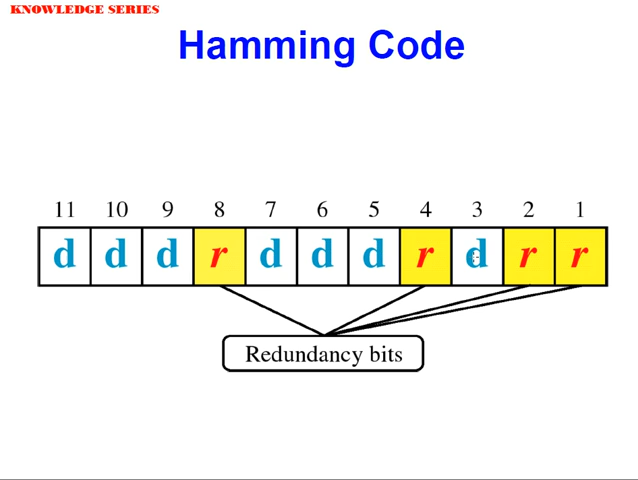 KNOWLEDGE SERIES
Hamming Code
11 10 9 8 7 6 5 4 3 2 1
d d d r d d d r d r r
Redundancy bits